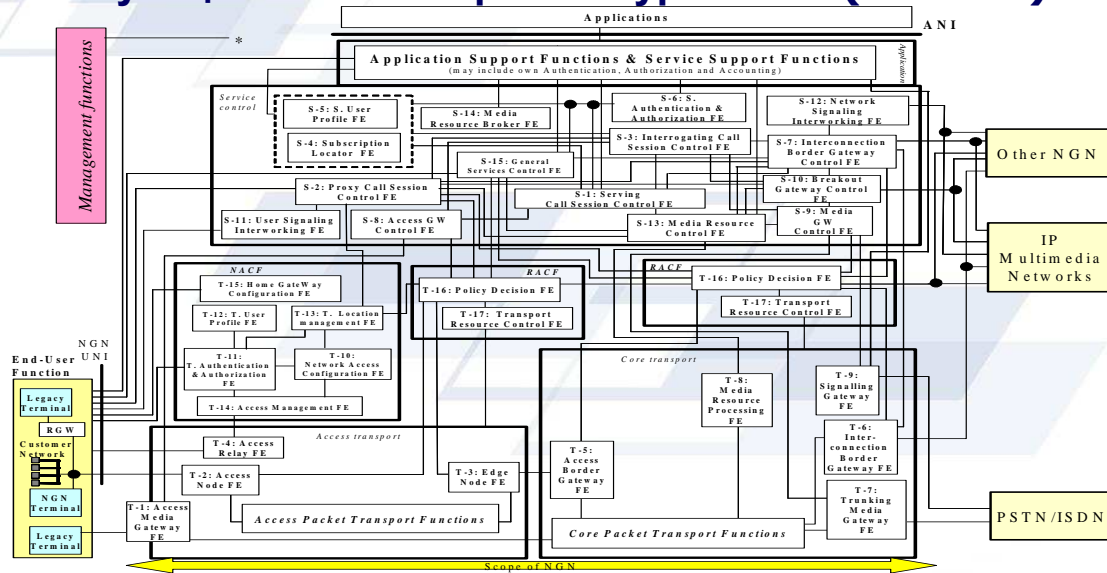 Applications
ANI
Management functions
*
Application Support Functions & Service Support Functions
(may include own Authentication, Authorization and Accounting)
Application
Service
control
S-5: S. User
Profile FE
S-14: Media
Resource Broker FE
S-6: S.
Authentication &
Authorization FE
S-12: Network
Signaling
Interworking FE
S-4: Subscription
Locator FE
S-3: Interrogating Call
Session Control FE
S-7: Interconnection
Border Gateway
Control FE
Other NGN
S-15: General
Services Control FE
S-2: Proxy Call Session
Control FE
S-1: Serving
Call Session Control FE
S-10: Breakout
Gateway Control
FE
S-11: User Signaling
Interworking FE
S-8: Access GW
Control FE
S-13: Media Resource
Control FE
S-9: Media
GW
Control FE
IP
Multimedia
Networks
NACF
RACF
RACF
T-15: Home GateWay
Configuration FE
T-16: Policy Decision FE
T-16: Policy Decision FE
T-12: T. User
Profile FE
T-13: T. Location
management FE
T-17: Transport
Resource Control FE
T-17: Transport
Resource Control FE
NGN
UNI
End-User
Function
T-11:
T. Authentication
& Authorization
FE
T-10:
Network Access
Configuration FE
T-14: Access Management FE
Core transport
T-8:
Media
Resource
Processing
FE
T-9:
Signalling
Gateway
FE
Legacy
Terminal
RGW
Customer
Network
NGN
Terminal
Legacy
Terminal
Access transport
T-4: Access
Relay FE
T-2: Access
Node FE
T-3: Edge
Node FE
T-5:
Access
Border
Gateway
FE
T-6:
Inter-
connection
Border
Gateway FE
T-1: Access
Media
Gateway
FE
Access Packet Transport Functions
Core Packet Transport Functions
T-7:
Trunking
Media
Gateway
FE
PSTN/ISDN
Scope of NGN